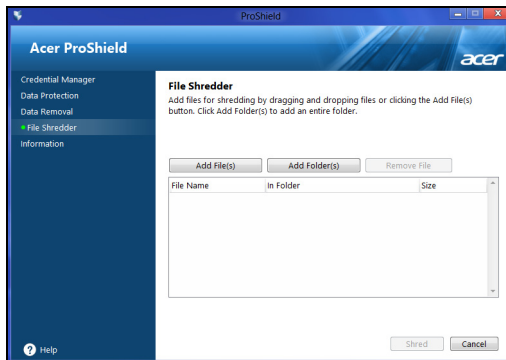 ProShield
Acer ProShield
acer
Credential Manager
Data Protection
Data Removal
File Shredder
Information
File Shredder
Add files for shredding by dragging and dropping files or clicking the Add File(s)
button. Click Add Folder(s) to add an entire folder.
Add File(s) Add Folder(s) Remove File
File Name In Folder Size
? Help
Shred Cancel